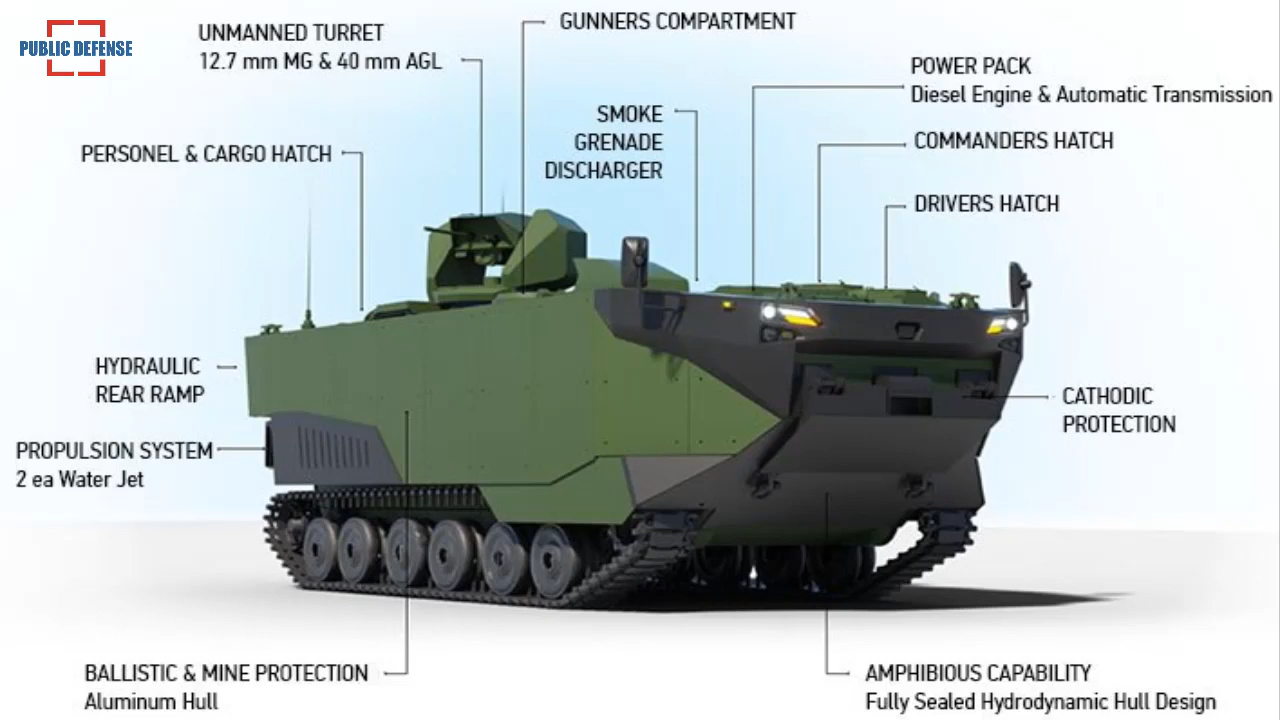 PUBLIC DEFENSE
UNMANNED TURRET
12.7 mm MG & 40 mm AGL
GUNNERS COMPARTMENT
POWER PACK
Diesel Engine & Automatic Transmission
SMOKE
GRENADE
DISCHARGER
COMMANDERS HATCH
PERSONEL & CARGO HATCH
DRIVERS HATCH
HYDRAULIC
REAR RAMP
CATHODIC
PROTECTION
PROPULSION SYSTEM
2 ea Water Jet
BALLISTIC & MINE PROTECTION
Aluminum Hull
AMPHIBIOUS CAPABILITY
Fully Sealed Hydrodynamic Hull Design